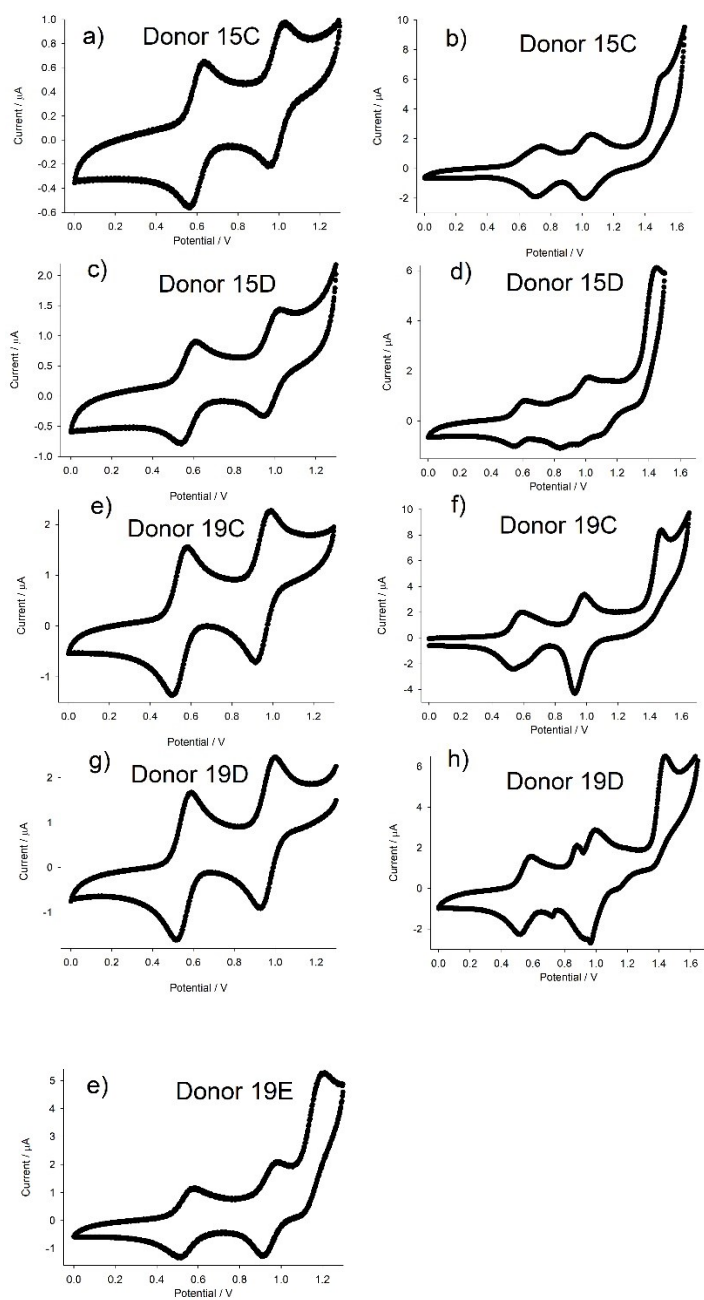 a) Donor 15C
Current / µA
1.0
0.8
0.6
0.4
0.2
0.0
-0.2
-0.4
-0.6
0.0 0.2 0.4 0.6 0.8 1.0 1.2
Potential / V
b) Donor 15C
Current / µA
10
8
6
4
2
0
-2
0.0 0.2 0.4 0.6 0.8 1.0 1.2 1.4 1.6
Potential / V
c) Donor 15D
Current / µA
2.0
1.5
1.0
0.5
0.0
-0.5
-1.0
0.0 0.2 0.4 0.6 0.8 1.0 1.2
Potential / V
d) Donor 15D
Current / µA
6
4
2
0
0.0 0.2 0.4 0.6 0.8 1.0 1.2 1.4 1.6
Potential / V
e) Donor 19C
Current / µA
2
1
0
-1
0.0 0.2 0.4 0.6 0.8 1.0 1.2
Potential / V
f) Donor 19C
Current / µA
10
8
6
4
2
0
-2
-4
0.0 0.2 0.4 0.6 0.8 1.0 1.2 1.4 1.6
Potential / V
g) Donor 19D
Current / µA
2
1
0
-1
0.0 0.2 0.4 0.6 0.8 1.0 1.2
Potential / V
h) Donor 19D
Current / µA
6
4
2
0
-2
0.0 0.2 0.4 0.6 0.8 1.0 1.2 1.4 1.6
Potential / V
e) Donor 19E
Current / µA
5
4
3
2
1
0
-1
0.0 0.2 0.4 0.6 0.8 1.0 1.2
Potential / V